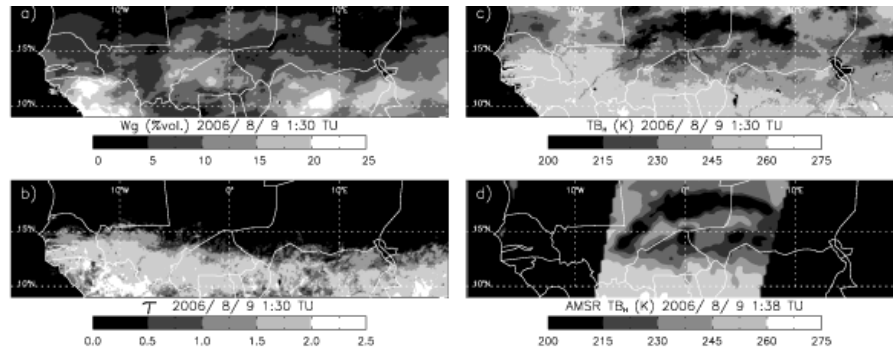 a)
10°W 0° 10°E
15°N
10°N
Wg (%vol.) 2006/ 8/ 9 1:30 TU
0 5 10 15 20 25
b)
10°W 0° 10°E
15°N
10°N
τ 2006/ 8/ 9 1:30 TU
0.0 0.5 1.0 1.5 2.0 2.5
c)
10°W 0° 10°E
15°N
10°N
TBH (K) 2006/ 8/ 9 1:30 TU
200 215 230 245 260 275
d)
10°W 0° 10°E
15°N
10°N
AMSR TBH (K) 2006/ 8/ 9 1:38 TU
200 215 230 245 260 275